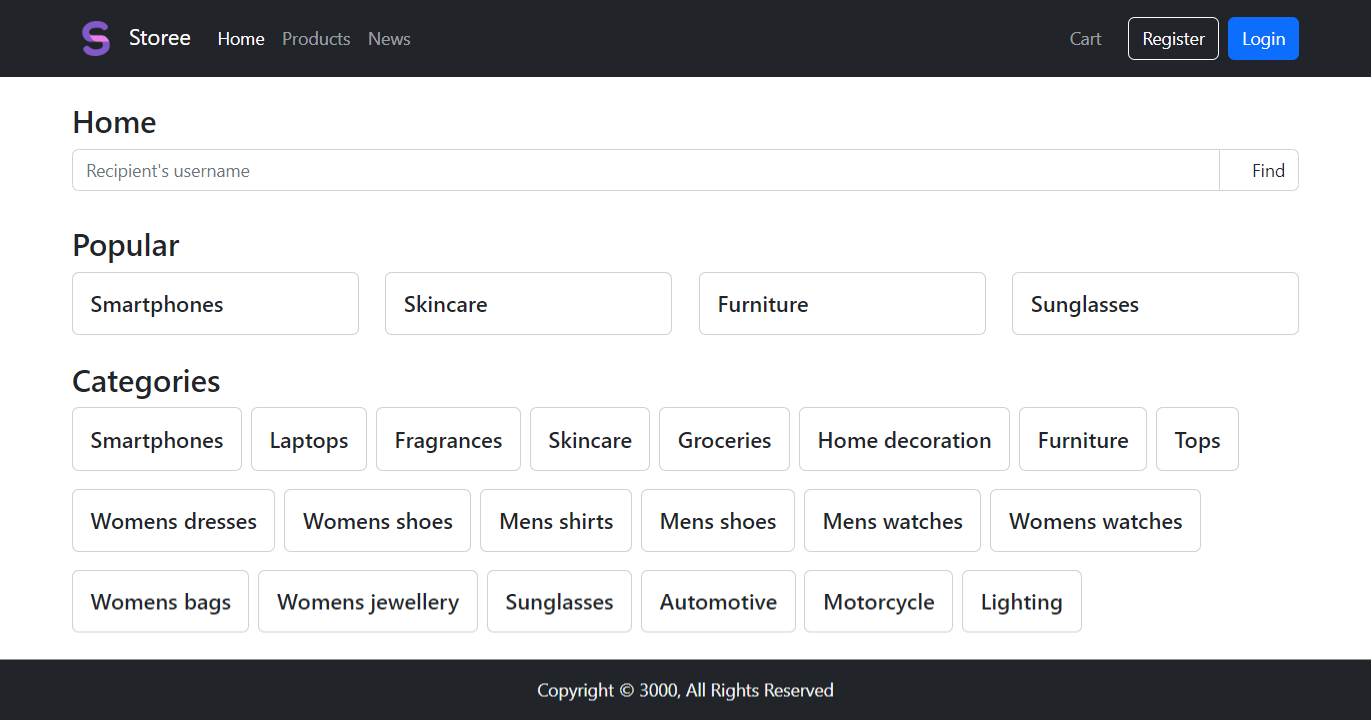 Storee Home Products News Cart Register Login
Home
Recipient's username Find
Popular
Smartphones Skincare Furniture Sunglasses
Categories
Smartphones Laptops Fragrances Skincare Groceries Home decoration Furniture Tops
Womens dresses Womens shoes Mens shirts Mens shoes Mens watches Womens watches
Womens bags Womens jewellery Sunglasses Automotive Motorcycle Lighting
Copyright © 3000, All Rights Reserved